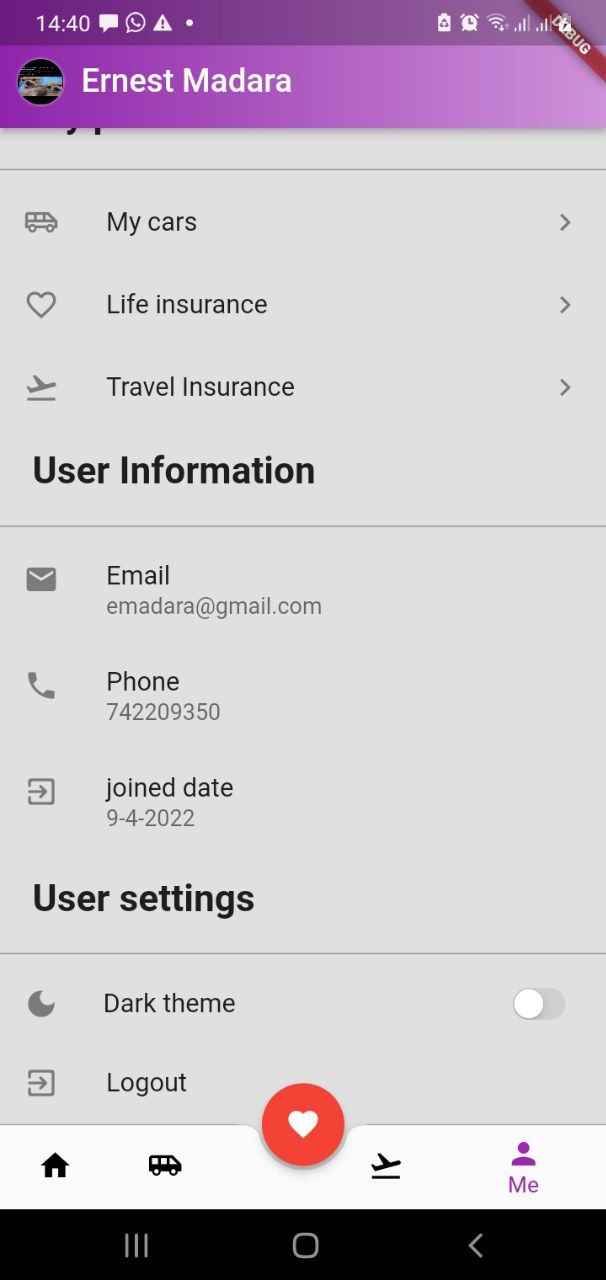 14:40
DEBUG
Ernest Madara
My cars
Life insurance
Travel Insurance
User Information
Email
emadara@gmail.com
Phone
742209350
joined date
9-4-2022
User settings
Dark theme
Logout
Me